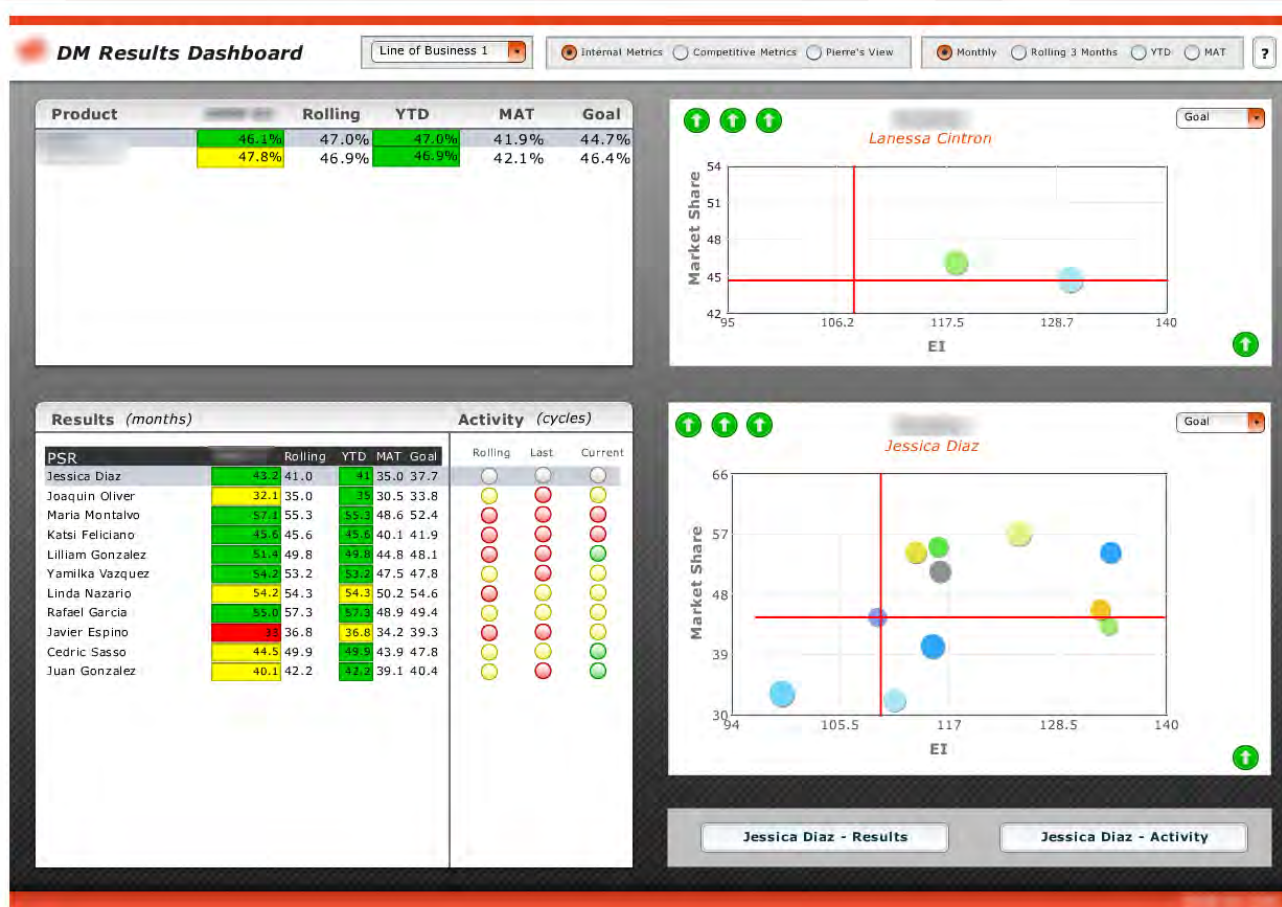 DM Results Dashboard
Line of Business 1
Internal Metrics Competitive Metrics Pierre's View
Monthly Rolling 3 Months YTD MAT
?
Product Rolling YTD MAT Goal
46.1% 47.0% 47.0% 41.9% 44.7%
47.8% 46.9% 46.9% 42.1% 46.4%
Goal
Lanessa Cintron
Market Share
54
51
48
45
42
95 106.2 117.5 128.7 140
EI
Results (months)
Activity (cycles)
PSR Rolling YTD MAT Goal
Rolling Last Current
Jessica Diaz 43.2 41.0 41 35.0 37.7
Joaquin Oliver 32.1 35.0 35 30.5 33.8
Maria Montalvo 57.1 55.3 55.3 48.6 52.4
Katsi Feliciano 45.6 45.6 45.6 40.1 41.9
Lilliam Gonzalez 51.4 49.8 49.8 44.8 48.1
Yamilka Vazquez 54.2 53.2 53.2 47.5 47.8
Linda Nazario 54.2 54.3 54.3 50.2 54.6
Rafael Garcia 55.0 57.3 57.3 48.9 49.4
Javier Espino 33 36.8 36.8 34.2 39.3
Cedric Sasso 44.5 49.9 49.9 43.9 47.8
Juan Gonzalez 40.1 42.2 42.2 39.1 40.4
Goal
Jessica Diaz
Market Share
66
57
48
39
30
94 105.5 117 128.5 140
EI
Jessica Diaz - Results
Jessica Diaz - Activity